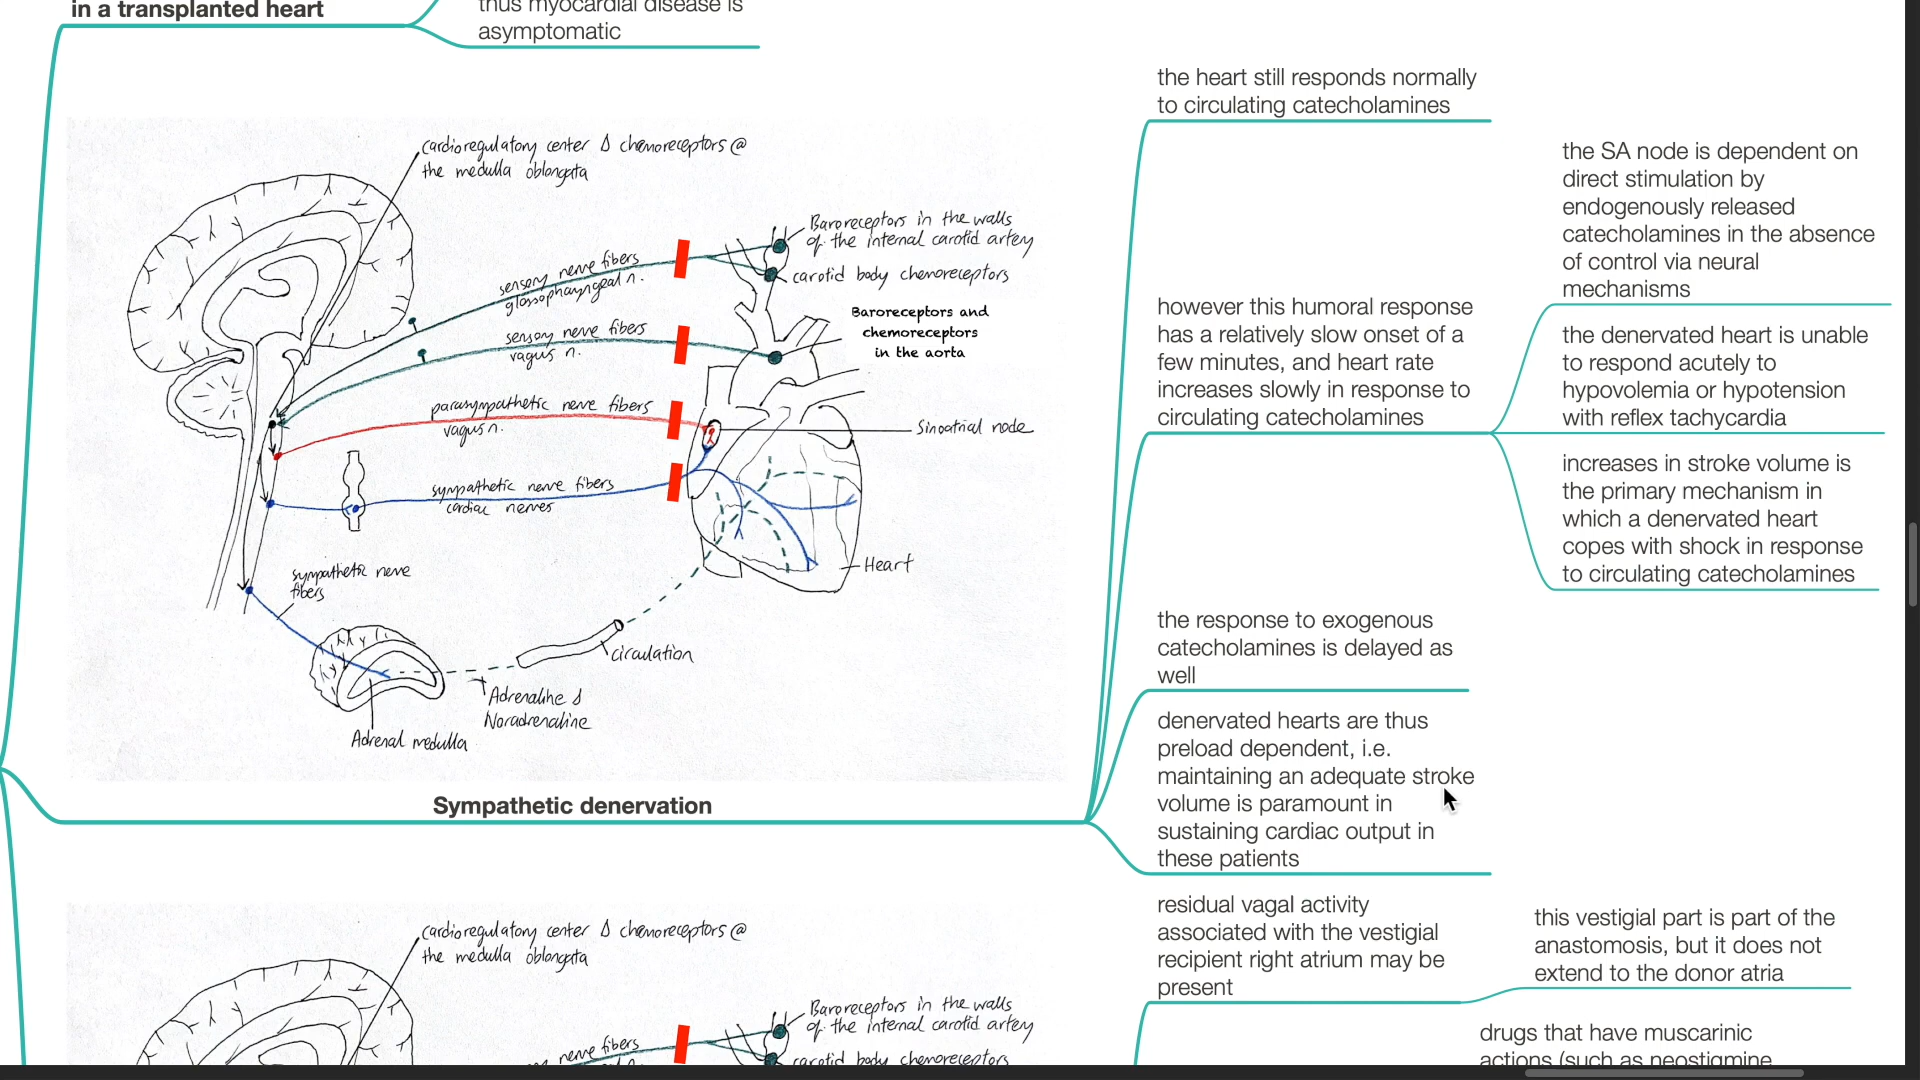 in a transplanted heart
thus myocardial disease is
asymptomatic
cardioregulatory center & chemoreceptors @
the medulla oblongata
Baroreceptors in the walls
of the internal carotid artery
carotid body chemoreceptors
sensory nerve fibers
glossopharyngeal n.
Baroreceptors and
chemoreceptors
in the aorta
sensory nerve fibers
vagus n.
parasympathetic nerve fibers
vagus n.
Sinoatrial node
sympathetic nerve fibers
cardiac nerves
Heart
sympathetic nerve
fibers
circulation
Adrenaline &
Noradrenaline
Adrenal medulla
Sympathetic denervation
the heart still responds normally
to circulating catecholamines
however this humoral response
has a relatively slow onset of a
few minutes, and heart rate
increases slowly in response to
circulating catecholamines
the SA node is dependent on
direct stimulation by
endogenously released
catecholamines in the absence
of control via neural
mechanisms
the denervated heart is unable
to respond acutely to
hypovolemia or hypotension
with reflex tachycardia
increases in stroke volume is
the primary mechanism in
which a denervated heart
copes with shock in response
to circulating catecholamines
the response to exogenous
catecholamines is delayed as
well
denervated hearts are thus
preload dependent, i.e.
maintaining an adequate stroke
volume is paramount in
sustaining cardiac output in
these patients
cardioregulatory center & chemoreceptors @
the medulla oblongata
Baroreceptors in the walls
of the internal carotid artery
carotid body chemoreceptors
nerve fibers
residual vagal activity
associated with the vestigial
recipient right atrium may be
present
this vestigial part is part of the
anastomosis, but it does not
extend to the donor atria
drugs that have muscarinic
actions (such as neostigmine